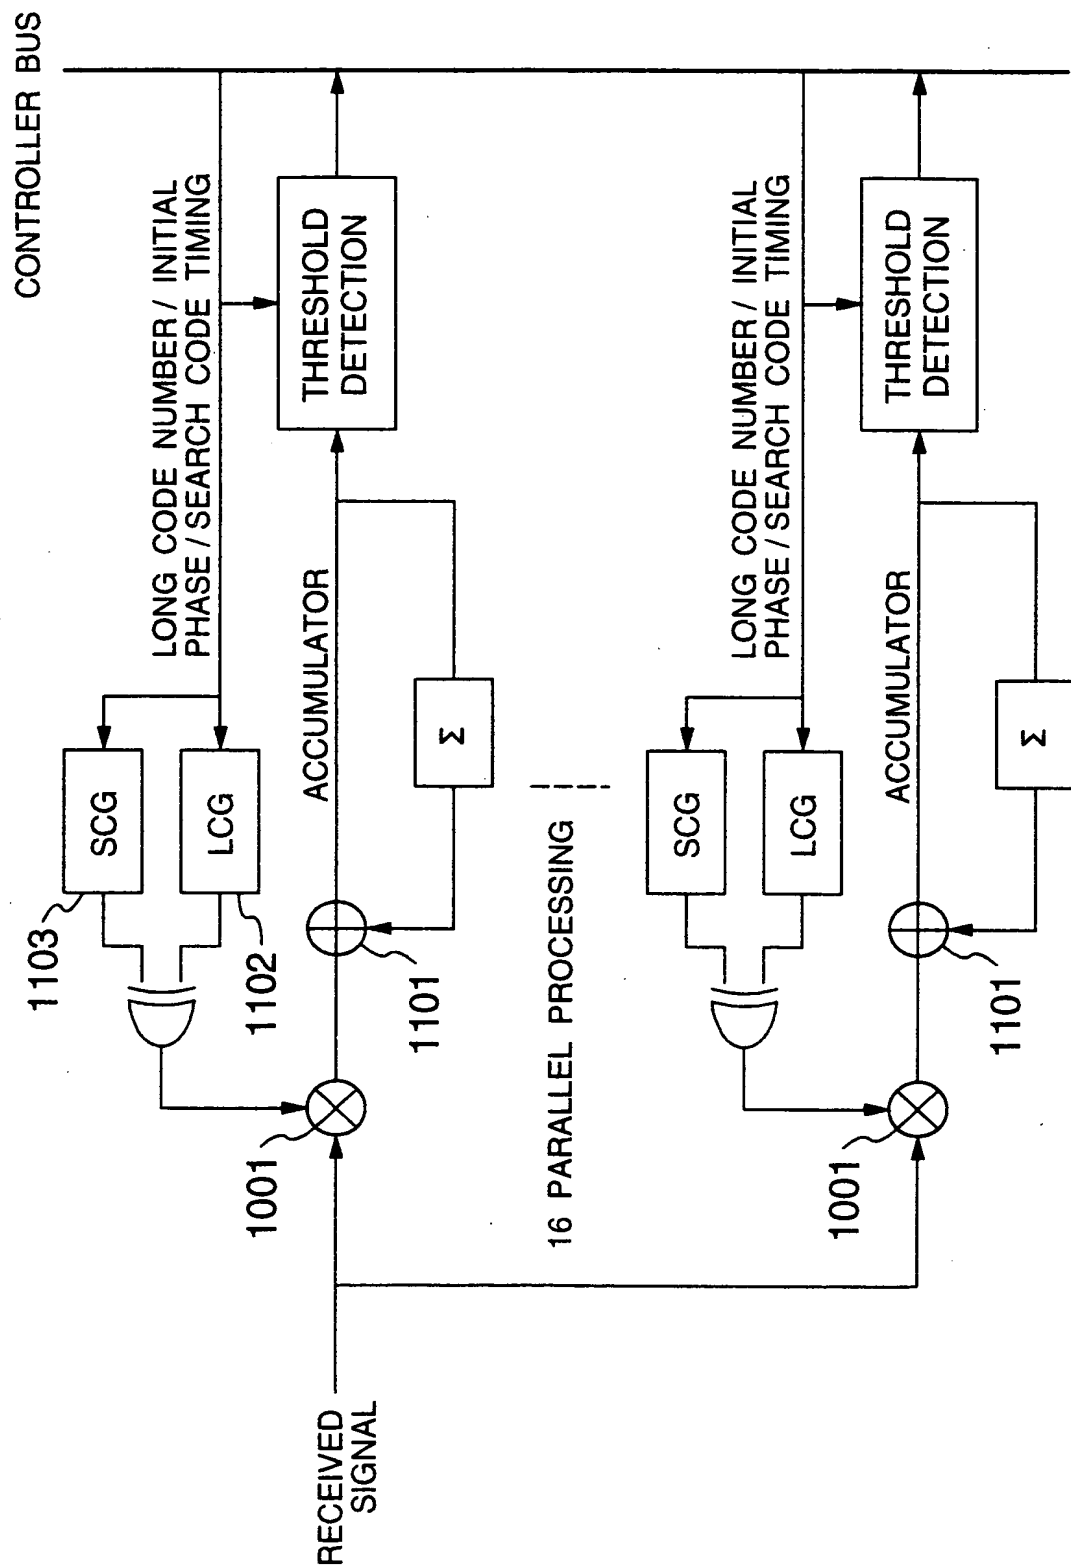 CONTROLLER BUS
LONG CODE NUMBER / INITIAL
PHASE / SEARCH CODE TIMING
THRESHOLD
DETECTION
ACCUMULATOR
Σ
SCG
LCG
1103
1102
1101
1001
RECEIVED
SIGNAL
16 PARALLEL PROCESSING
LONG CODE NUMBER / INITIAL
PHASE / SEARCH CODE TIMING
THRESHOLD
DETECTION
ACCUMULATOR
Σ
SCG
LCG
1101
1001